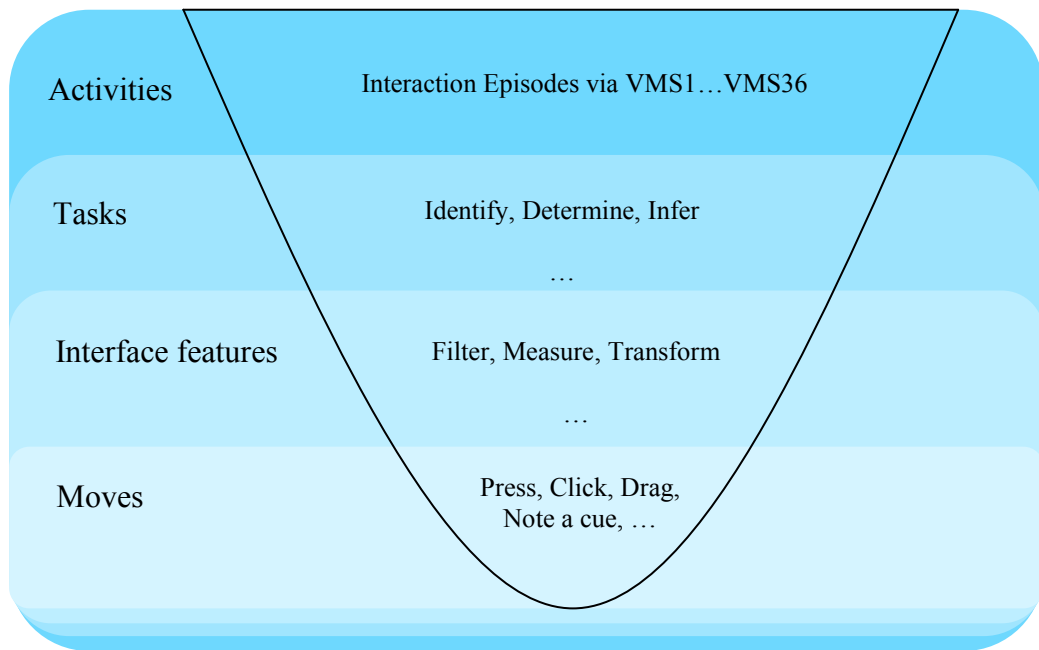 Activities
Interaction Episodes via VMS1…VMS36
Tasks
Identify, Determine, Infer
…
Interface features
Filter, Measure, Transform
…
Moves
Press, Click, Drag,
Note a cue, …